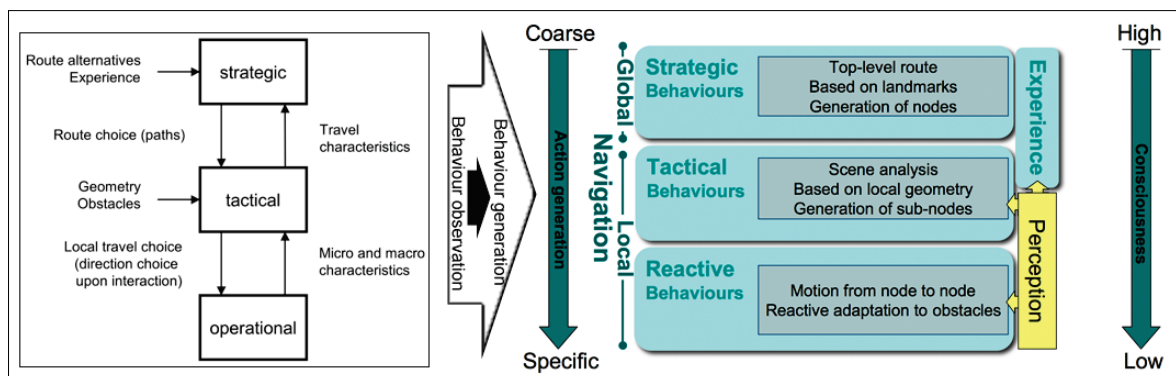 Route alternatives
Experience
strategic
Route choice (paths)
Travel
characteristics
Geometry
Obstacles
tactical
Local travel choice
(direction choice
upon interaction)
Micro and macro
characteristics
operational
Behaviour observation
Behaviour generation
Coarse
Action generation
Specific
Navigation
Global
Local
Strategic
Behaviours
Top-level route
Based on landmarks
Generation of nodes
Tactical
Behaviours
Scene analysis
Based on local geometry
Generation of sub-nodes
Reactive
Behaviours
Motion from node to node
Reactive adaptation to obstacles
Experience
Perception
High
Consciousness
Low